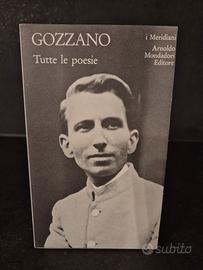 GOZZANO
Tutte le poesie
i Meridiani
Arnoldo
Mondadori
Editore
subito